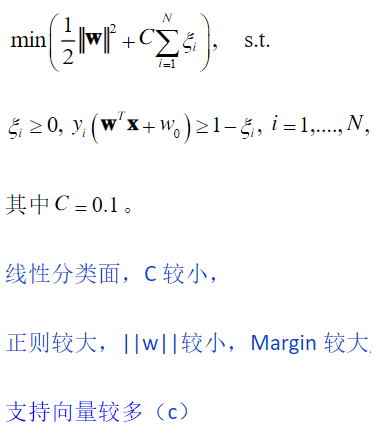 min(1/2||w||² + C∑_{i=1}^{N} ξ_i), s.t.
ξ_i ≥ 0, y_i(w^T x + w_0) ≥ 1 − ξ_i, i = 1,...., N,
其中 C = 0.1。
线性分类面，C 较小，
正则较大，||w||较小，Margin 较大，
支持向量较多（c）